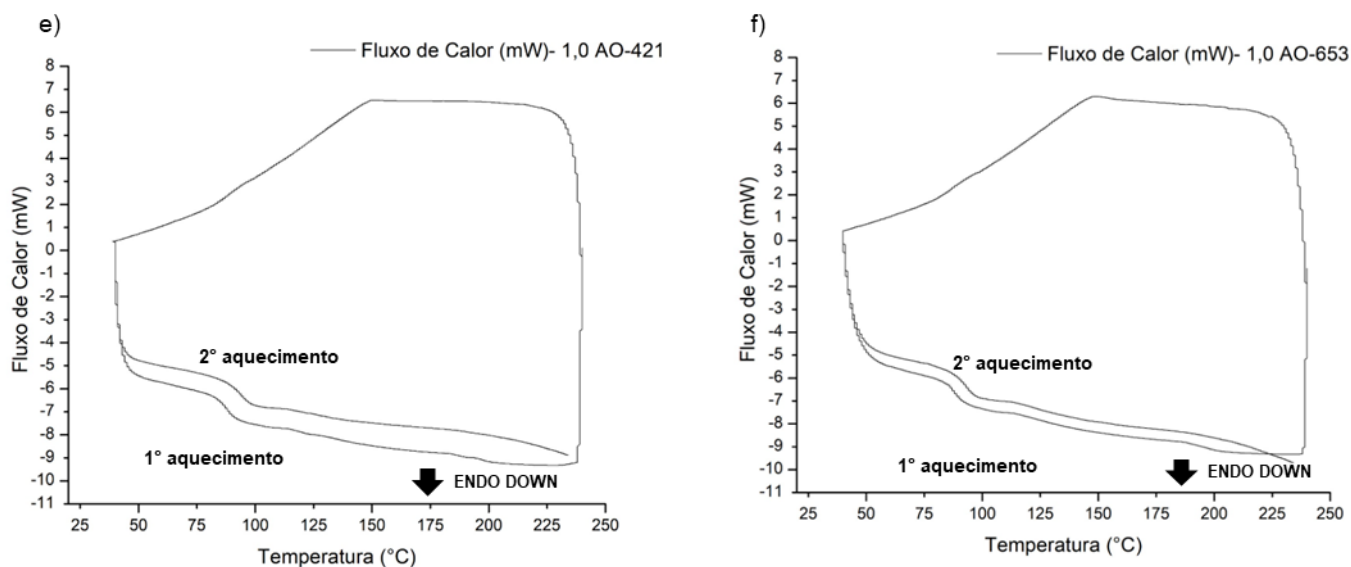 e)
Fluxo de Calor (mW)- 1,0 AO-421
8
7
6
5
4
3
2
1
0
-1
-2
-3
-4
-5
-6
-7
-8
-9
-10
-11
Fluxo de Calor (mW)
2° aquecimento
1° aquecimento
ENDO DOWN
25 50 75 100 125 150 175 200 225 250
Temperatura (°C)
f)
Fluxo de Calor (mW)- 1,0 AO-653
8
7
6
5
4
3
2
1
0
-1
-2
-3
-4
-5
-6
-7
-8
-9
-10
-11
Fluxo de Calor (mW)
2° aquecimento
1° aquecimento
ENDO DOWN
25 50 75 100 125 150 175 200 225 250
Temperatura (°C)